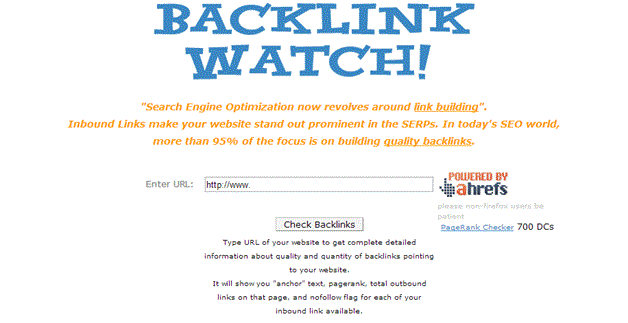 BACKLINK
WATCH!
"Search Engine Optimization now revolves around link building".
Inbound Links make your website stand out prominent in the SERPs. In today's SEO world,
more than 95% of the focus is on building quality backlinks.
Enter URL: http://www.
POWERED BY
ahrefs
please non-firefox users be
patient
PageRank Checker 700 DCs
Check Backlinks
Type URL of your website to get complete detailed
information about quality and quantity of backlinks pointing
to your website.
It will show you "anchor" text, pagerank, total outbound
links on that page, and nofollow flag for each of your
inbound link available.